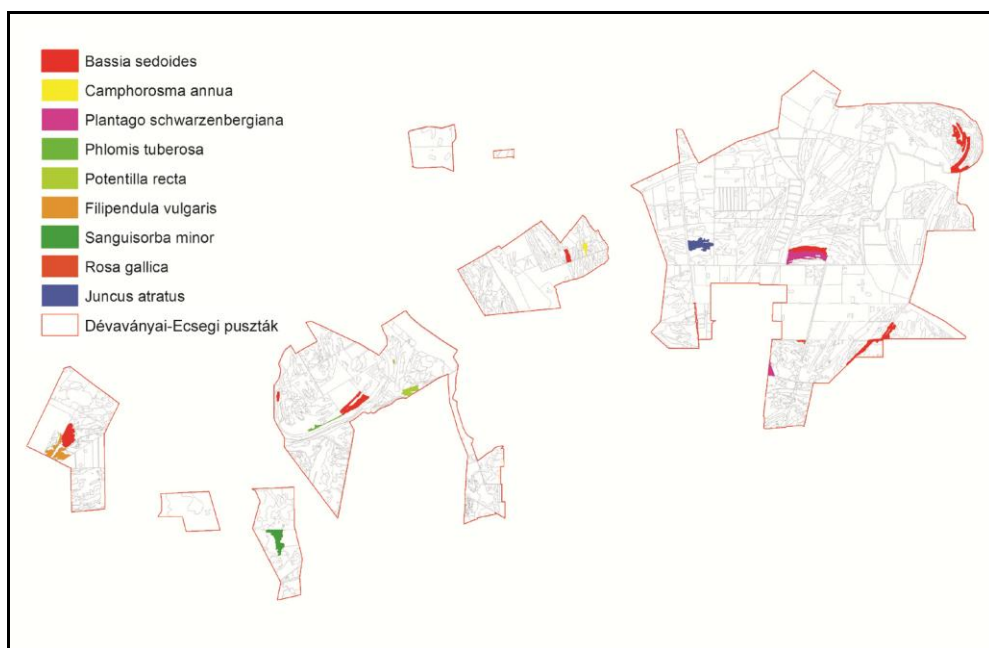 Bassia sedoides
Camphorosma annua
Plantago schwarzenbergiana
Phlomis tuberosa
Potentilla recta
Filipendula vulgaris
Sanguisorba minor
Rosa gallica
Juncus atratus
Dévaványai-Ecsegi puszták